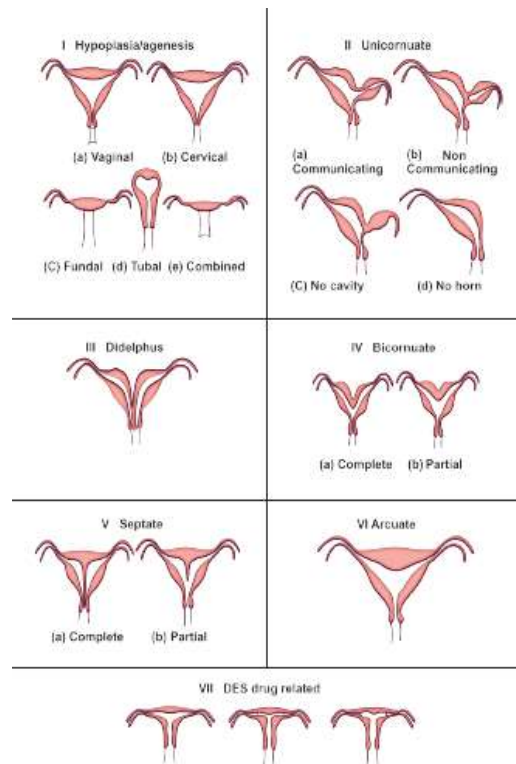 I Hypoplasia/agenesis
(a) Vaginal (b) Cervical
(C) Fundal (d) Tubal (e) Combined
II Unicornuate
(a) Communicating
(b) Non Communicating
(C) No cavity (d) No horn
III Didelphus
IV Bicornuate
(a) Complete (b) Partial
V Septate
(a) Complete (b) Partial
VI Arcuate
VII DES drug related